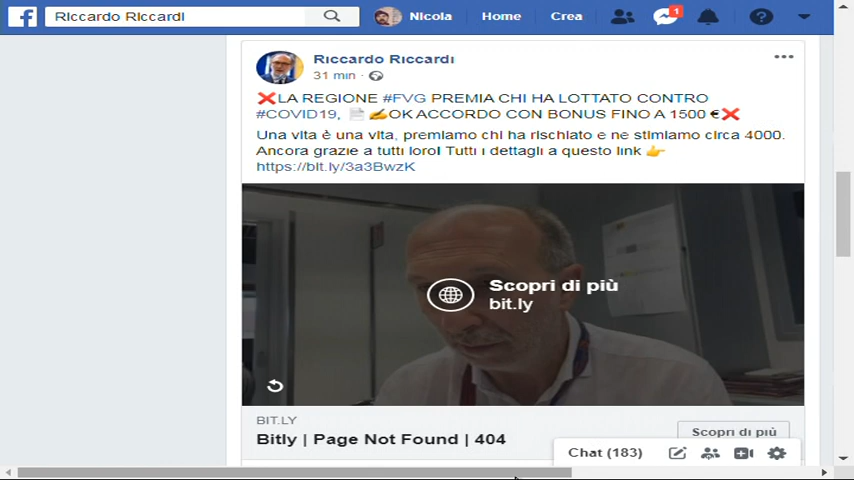 Riccardo Riccardi
Nicola
Home
Crea
1
Riccardo Riccardi
31 min ·
❌LA REGIONE #FVG PREMIA CHI HA LOTTATO CONTRO
#COVID19, 📄✍OK ACCORDO CON BONUS FINO A 1500 €❌
Una vita è una vita, premiamo chi ha rischiato e ne stimiamo circa 4000.
Ancora grazie a tutti loro! Tutti i dettagli a questo link 👉
https://bit.ly/3a3BwzK
Scopri di più
bit.ly
BIT.LY
Bitly | Page Not Found | 404
Scopri di più
Chat (183)